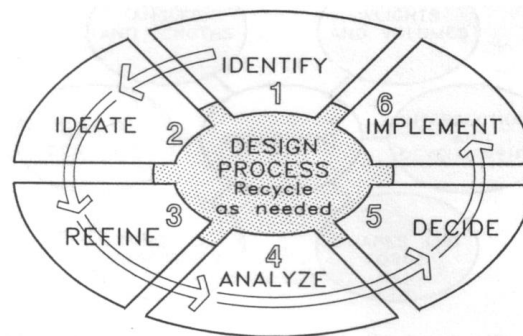 IDENTIFY
1
IDEATE
2
REFINE
3
ANALYZE
4
DECIDE
5
IMPLEMENT
6
DESIGN
PROCESS
Recycle
as needed